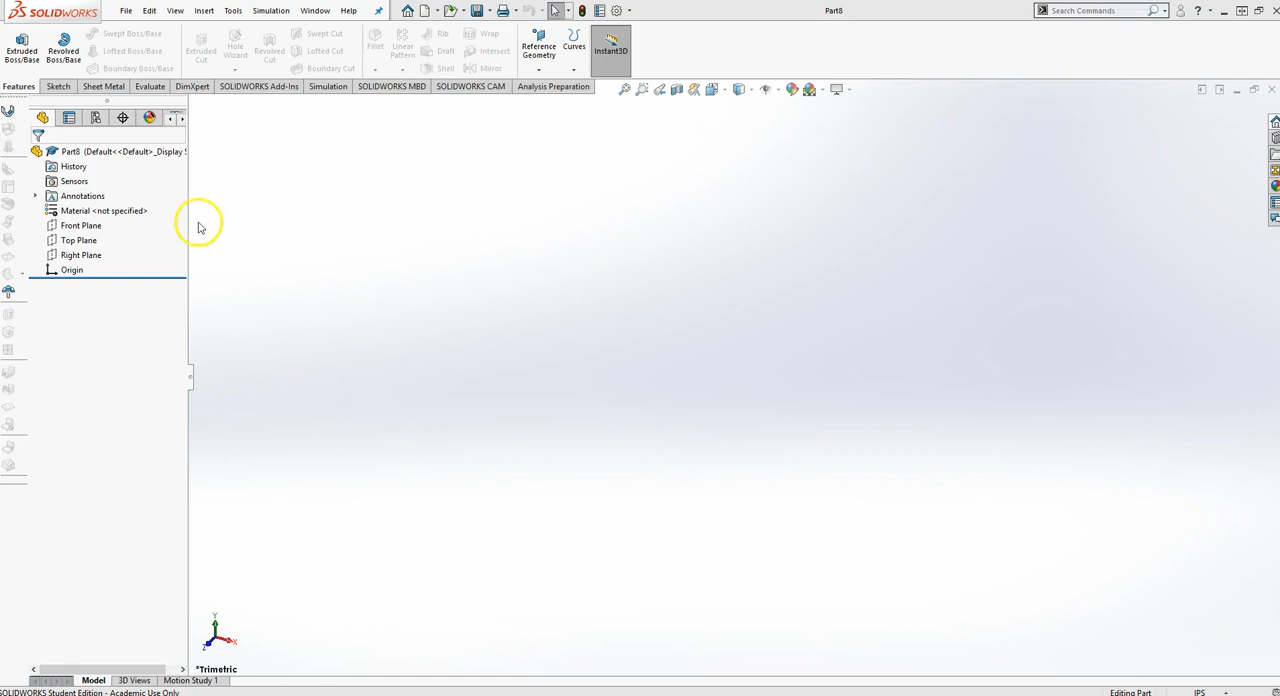 SOLIDWORKS File Edit View Insert Tools Simulation Window Help Part8 Search Commands
Extruded Boss/Base Revolved Boss/Base Swept Boss/Base Lofted Boss/Base Boundary Boss/Base Extruded Cut Hole Wizard Revolved Cut Swept Cut Lofted Cut Boundary Cut Fillet Linear Pattern Rib Draft Shell Wrap Intersect Mirror Reference Geometry Curves Instant3D
Features Sketch Sheet Metal Evaluate DimXpert SOLIDWORKS Add-Ins Simulation SOLIDWORKS MBD SOLIDWORKS CAM Analysis Preparation
Part8 (Default<<Default>_Display S
History
Sensors
Annotations
Material <not specified>
Front Plane
Top Plane
Right Plane
Origin
Y
X
Z
*Trimetric
Model 3D Views Motion Study 1
SOLIDWORKS Student Edition - Academic Use Only Editing Part IPS